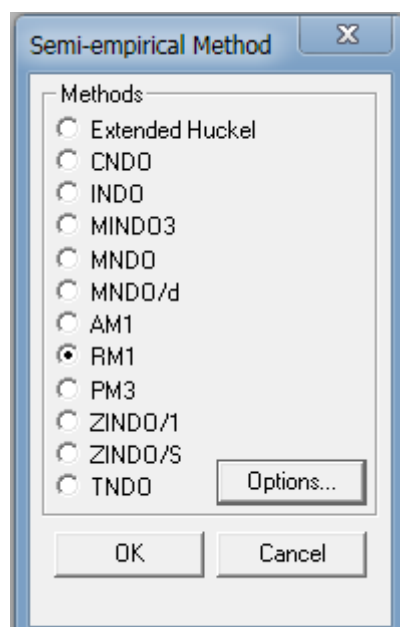 Semi-empirical Method
Methods
Extended Huckel
CNDO
INDO
MINDO3
MNDO
MNDO/d
AM1
RM1
PM3
ZINDO/1
ZINDO/S
TNDO
Options...
OK
Cancel